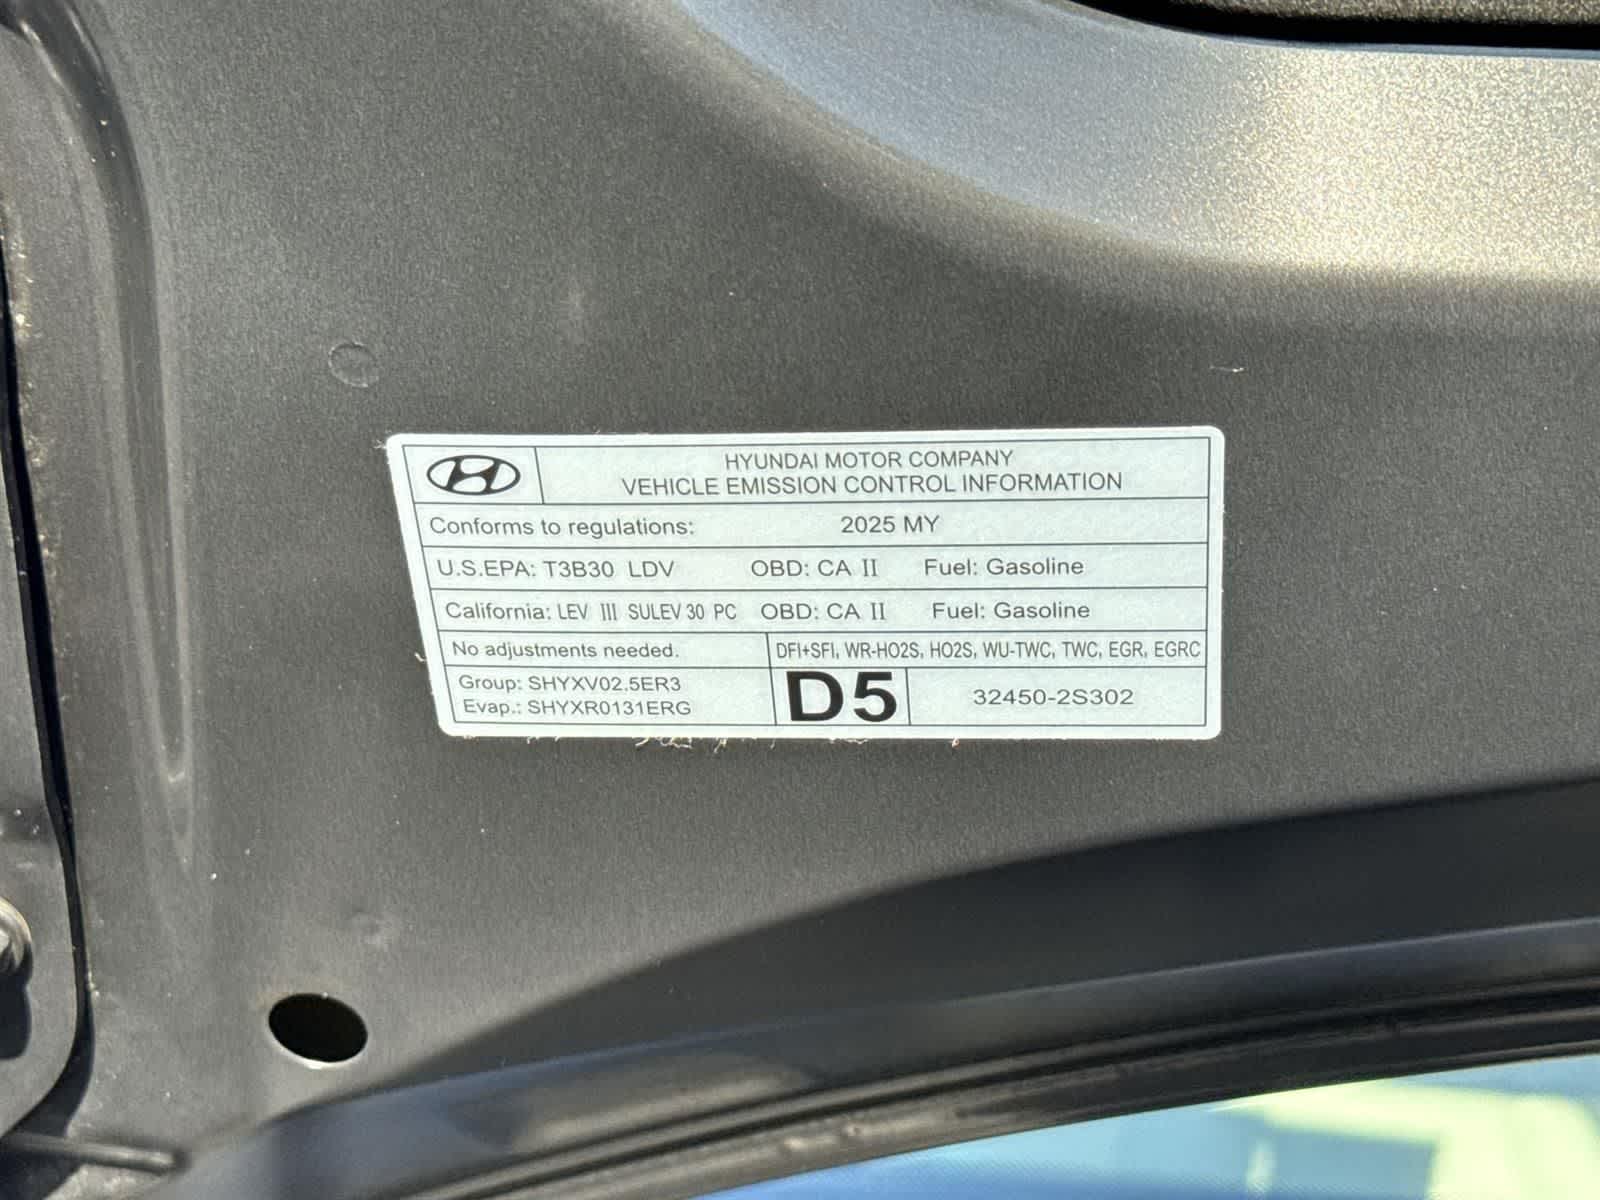 HYUNDAI MOTOR COMPANY
VEHICLE EMISSION CONTROL INFORMATION
Conforms to regulations: 2025 MY
U.S.EPA: T3B30 LDV OBD: CA II Fuel: Gasoline
California: LEV III SULEV 30 PC OBD: CA II Fuel: Gasoline
No adjustments needed. DFI+SFI, WR-HO2S, HO2S, WU-TWC, TWC, EGR, EGRC
Group: SHYXV02.5ER3
Evap.: SHYXR0131ERG
D5
32450-2S302